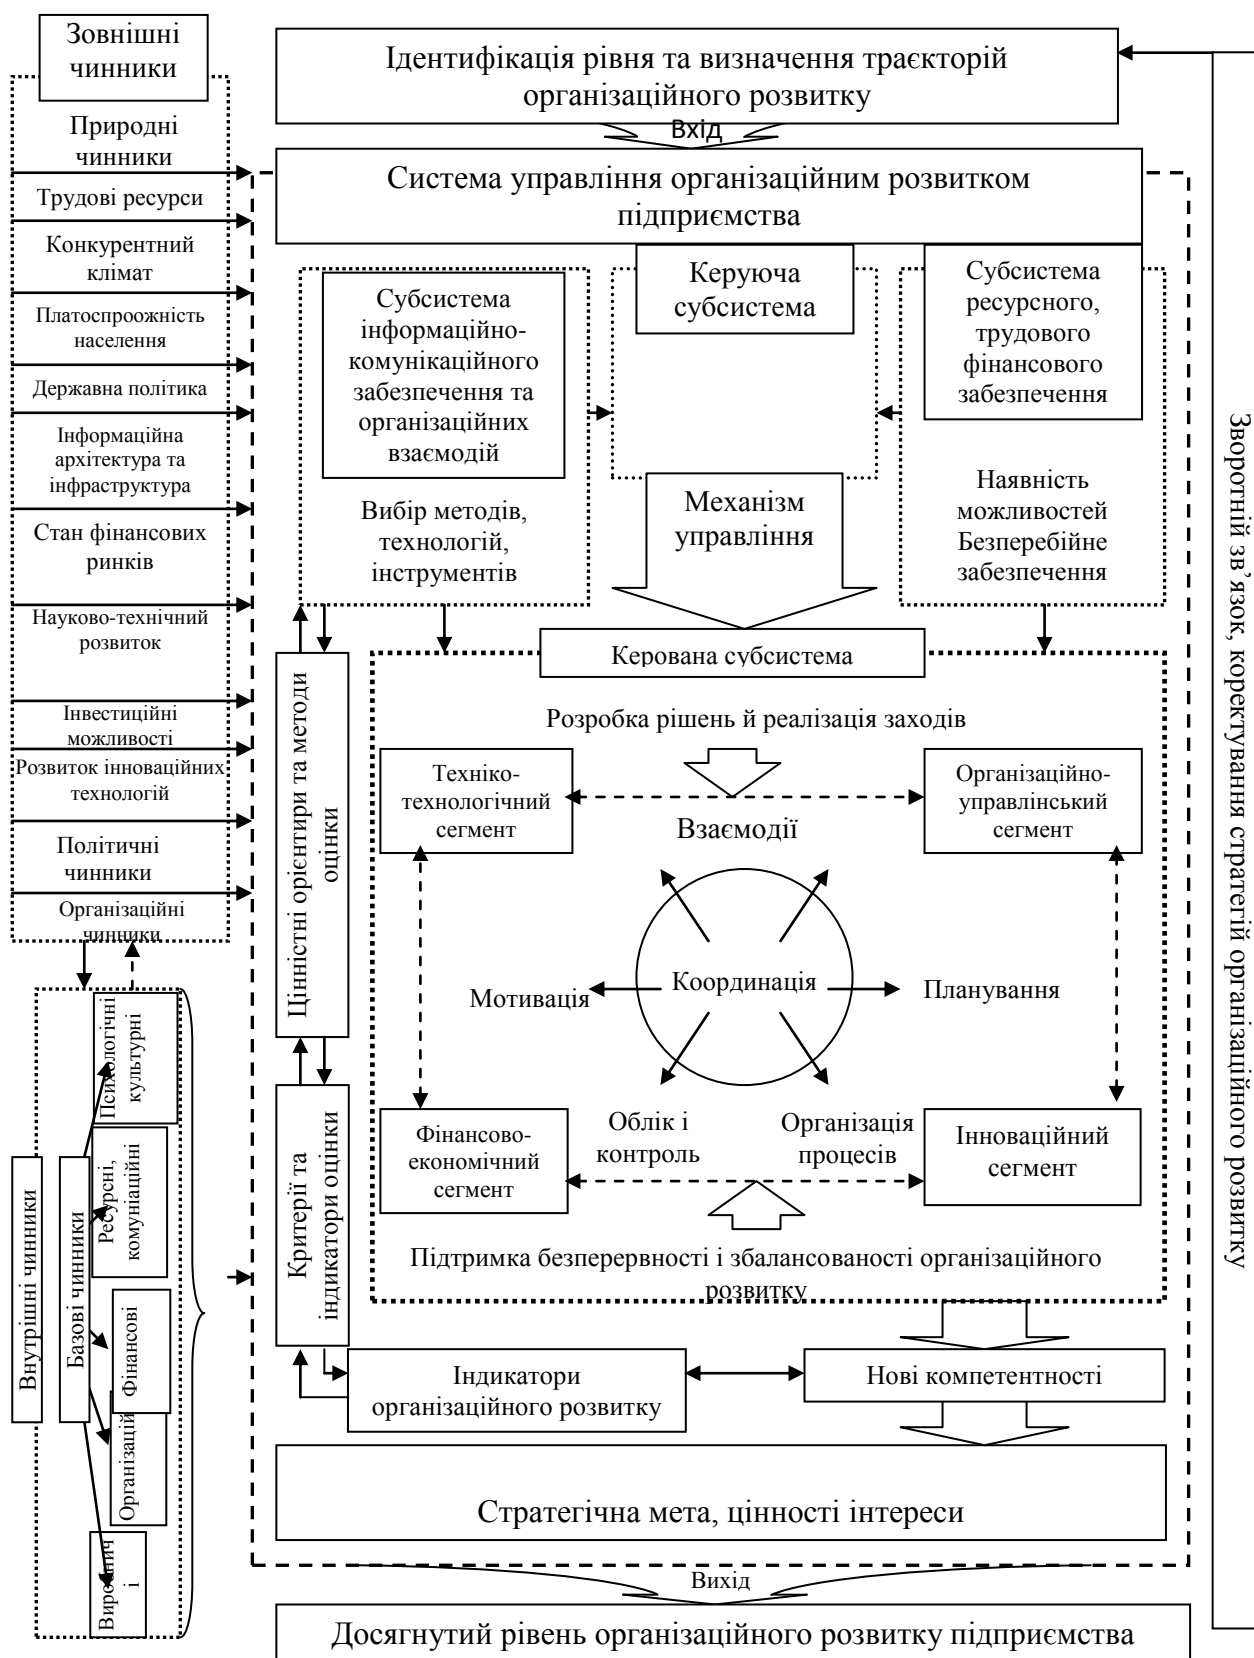 Зовнішні
чинники
Природні
чинники
Трудові ресурси
Конкурентний
клімат
Платоспроожність
населення
Державна політика
Інформаційна
архітектура та
інфраструктура
Стан фінансових
ринків
Науково-технічний
розвиток
Інвестиційні
можливості
Розвиток інноваційних
технологій
Політичні
чинники
Організаційні
чинники
Внутрішні чинники
Базові чинники
Психологічні
культурні
Ресурсні,
комуніаційні
Фінансові
Організацій
Виробнич
і
Ідентифікація рівня та визначення траєкторій
організаційного розвитку
Вхід
Система управління організаційним розвитком
підприємства
Субсистема
інформаційно-
комунікаційного
забезпечення та
організаційних
взаємодій
Вибір методів,
технологій,
інструментів
Керуюча
субсистема
Механізм
управління
Субсистема
ресурсного,
трудового
фінансового
забезпечення
Наявність
можливостей
Безперебійне
забезпечення
Цінністні орієнтири та методи
оцінки
Критерії та
індикатори оцінки
Керована субсистема
Розробка рішень й реалізація заходів
Техніко-
технологічний
сегмент
Організаційно-
управлінський
сегмент
Взаємодії
Мотивація
Координація
Планування
Облік і
контроль
Організація
процесів
Фінансово-
економічний
сегмент
Інноваційний
сегмент
Підтримка безперервності і збалансованості організаційного
розвитку
Індикатори
організаційного розвитку
Нові компетентності
Стратегічна мета, цінності інтереси
Вихід
Досягнутий рівень організаційного розвитку підприємства
Зворотній зв’язок, коректування стратегій організаційного розвитку